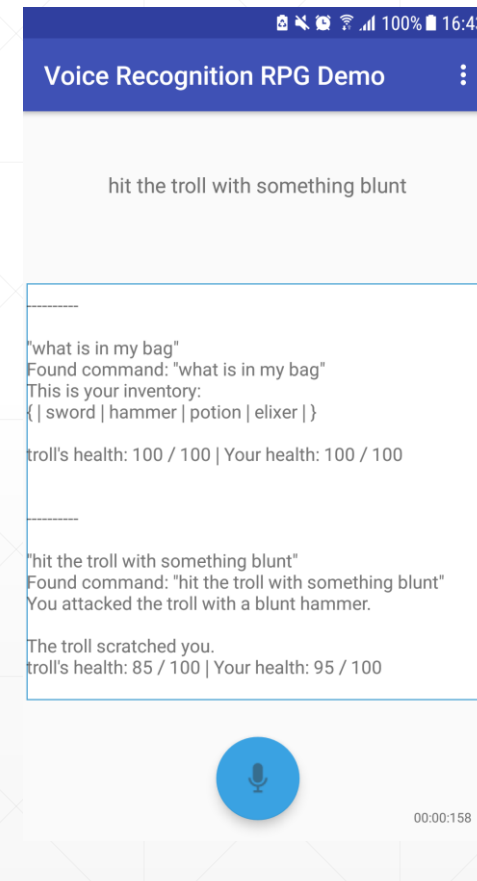 100% 16:43
Voice Recognition RPG Demo
hit the troll with something blunt
----------
"what is in my bag"
Found command: "what is in my bag"
This is your inventory:
{ | sword | hammer | potion | elixer | }
troll's health: 100 / 100 | Your health: 100 / 100
----------
"hit the troll with something blunt"
Found command: "hit the troll with something blunt"
You attacked the troll with a blunt hammer.
The troll scratched you.
troll's health: 85 / 100 | Your health: 95 / 100
00:00:158